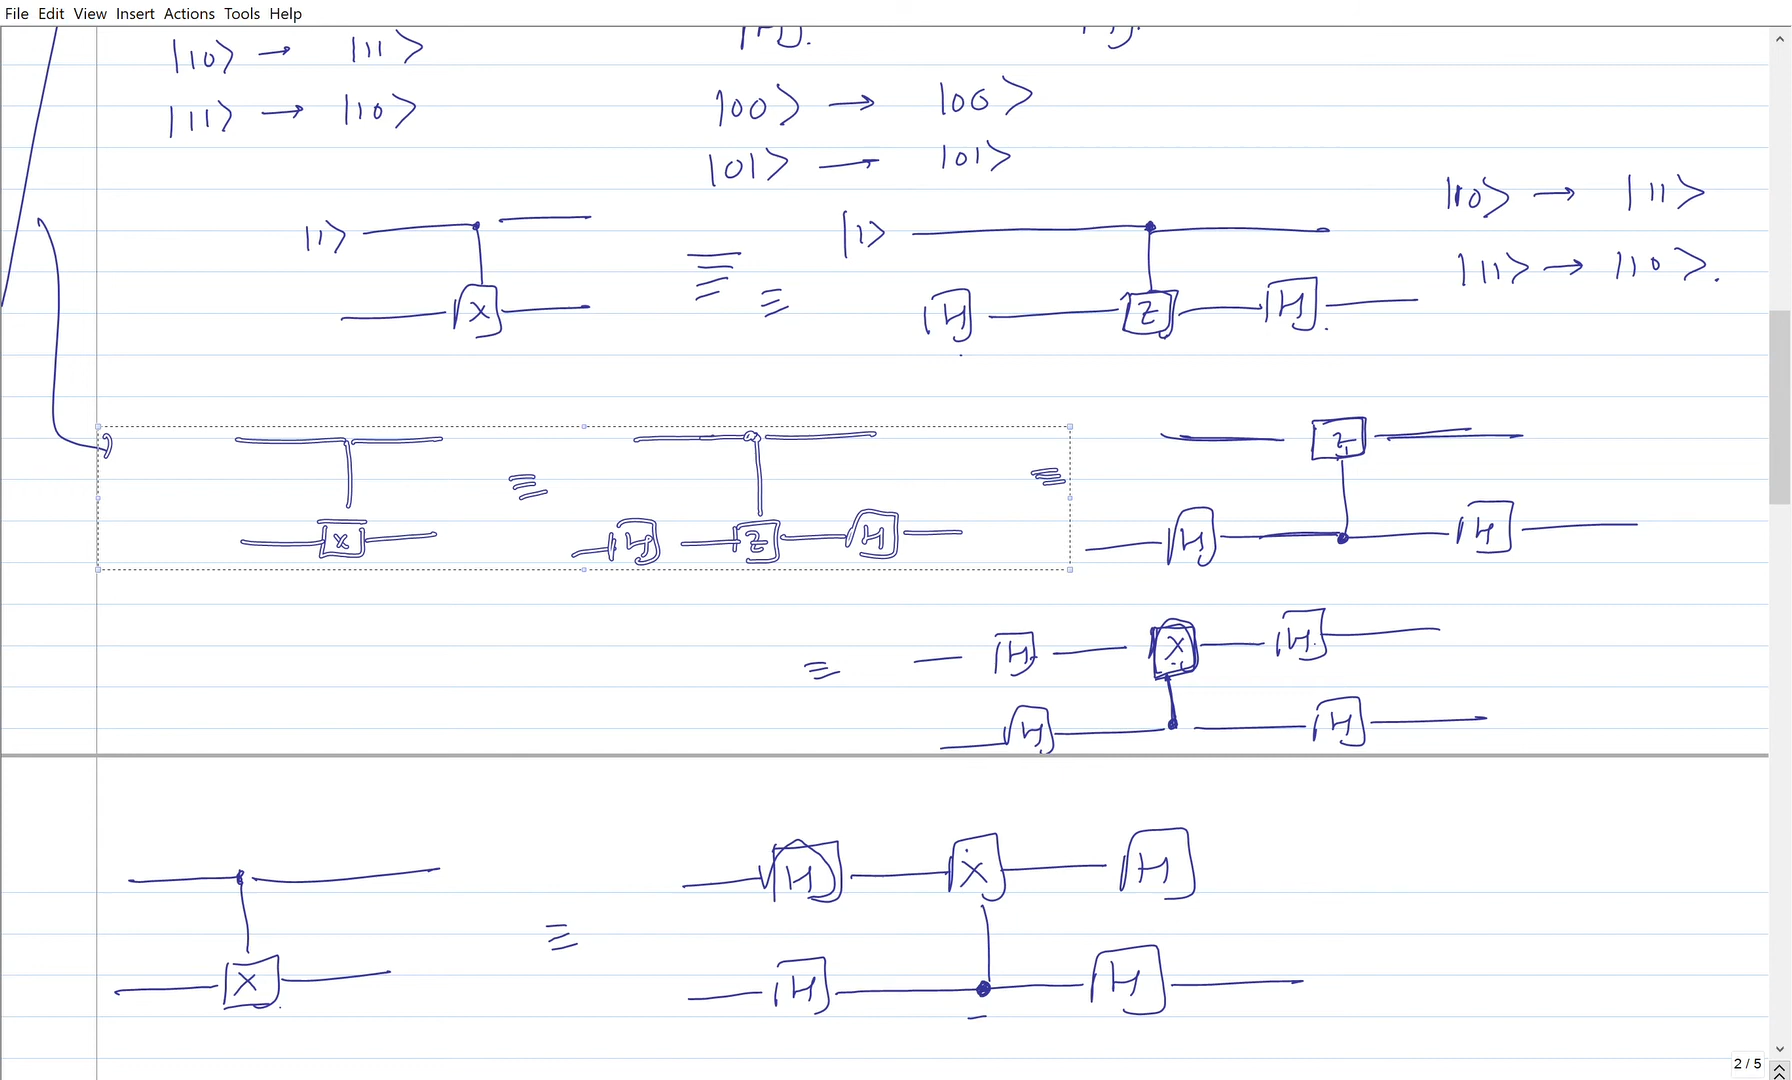 File Edit View Insert Actions Tools Help
|10⟩ → |11⟩
|11⟩ → |10⟩
|00⟩ → |00⟩
|01⟩ → |01⟩
|10⟩ → |11⟩
|11⟩ → |10⟩.
|1⟩ ≡ |1⟩
X ≡ H Z H
Z
X ≡ H Z H ≡ H H
≡ H X H
H H
H X H
X ≡ H H
2 / 5